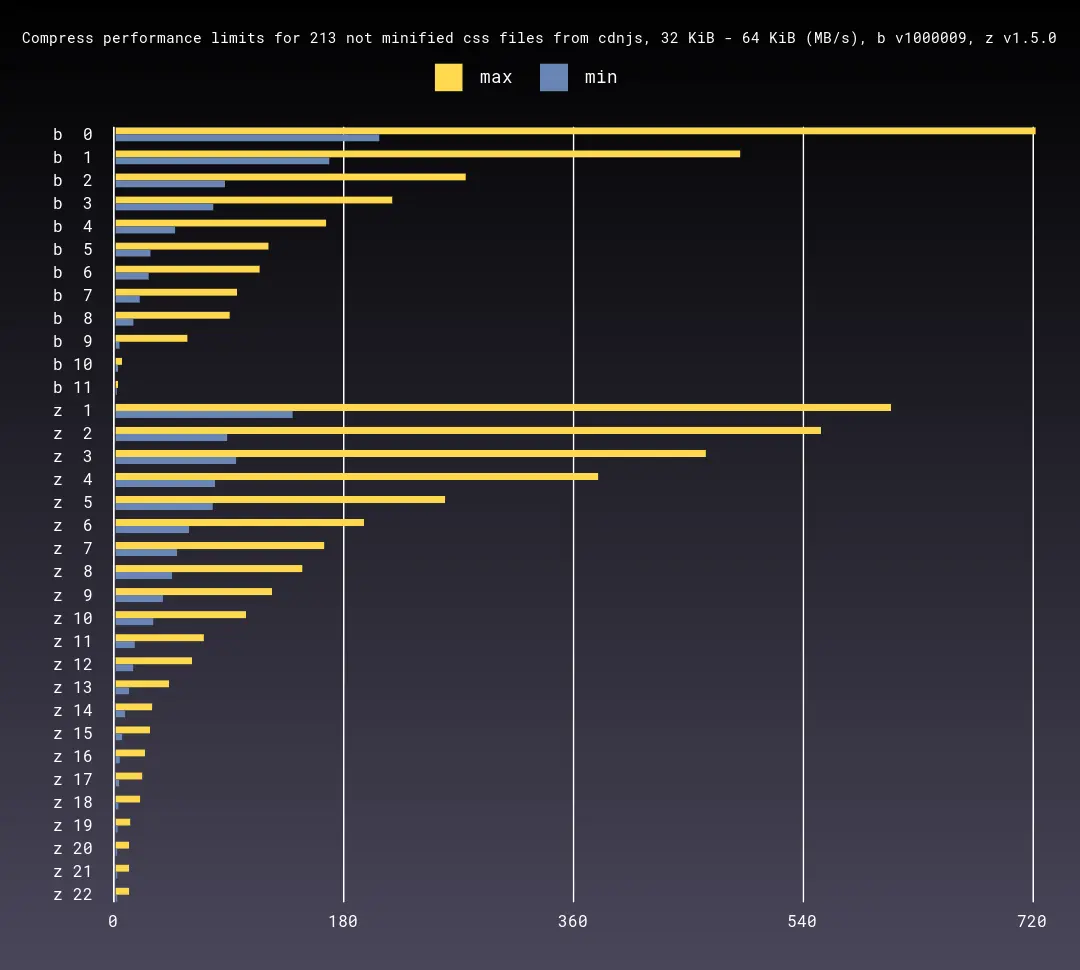 Compress performance limits for 213 not minified css files from cdnjs, 32 KiB - 64 KiB (MB/s), b v1000009, z v1.5.0
max min
b 0
b 1
b 2
b 3
b 4
b 5
b 6
b 7
b 8
b 9
b 10
b 11
z 1
z 2
z 3
z 4
z 5
z 6
z 7
z 8
z 9
z 10
z 11
z 12
z 13
z 14
z 15
z 16
z 17
z 18
z 19
z 20
z 21
z 22
0 180 360 540 720